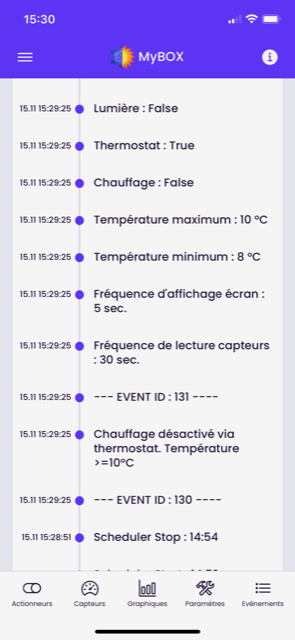 15:30
MyBOX
15.11 15:29:25 Lumière : False
15.11 15:29:25 Thermostat : True
15.11 15:29:25 Chauffage : False
15.11 15:29:25 Température maximum : 10 °C
15.11 15:29:25 Température minimum : 8 °C
15.11 15:29:25 Fréquence d'affichage écran :
5 sec.
15.11 15:29:25 Fréquence de lecture capteurs
: 30 sec.
15.11 15:29:25 --- EVENT ID : 131 ----
15.11 15:29:25 Chauffage désactivé via
thermostat. Température
>=10°C
15.11 15:29:25 --- EVENT ID : 130 ----
15.11 15:28:51 Scheduler Stop : 14:54
Actionneurs Capteurs Graphiques Paramètres Evénements